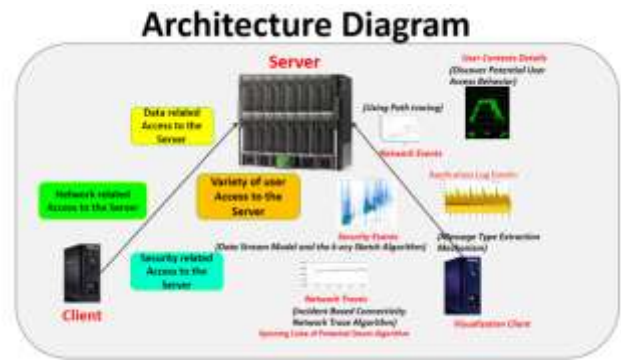 Architecture Diagram
Server
User Contexts Details
(Discover Potential User
Access Behavior)
Data related
Access to the
Server
(Using Path tracing)
Network Events
Network related
Access to the Server
Variety of user
Access to the
Server
Application Log Events
Security Events
(Data Stream Model and the k-ary Sketch Algorithm)
(Message Type Extraction
Mechanism)
Security related
Access to the
Server
Client
Network Traces
(Incident Based Connectivity
Network Trace Algorithm)
Visualization Client